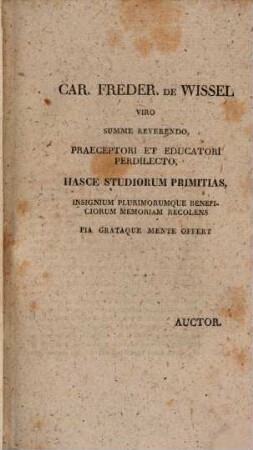 CAR. FREDER. DE WISSEL
VIRO
SUMME REVERENDO,
PRAECEPTORI ET EDUCATORI
PERDILECTO,
HASCE STUDIORUM PRIMITIAS,
INSIGNIUM PLURIMORUMQUE BENEFI-
CIORUM MEMORIAM RECOLENS
PIA GRATAQUE MENTE OFFERT
AUCTOR.